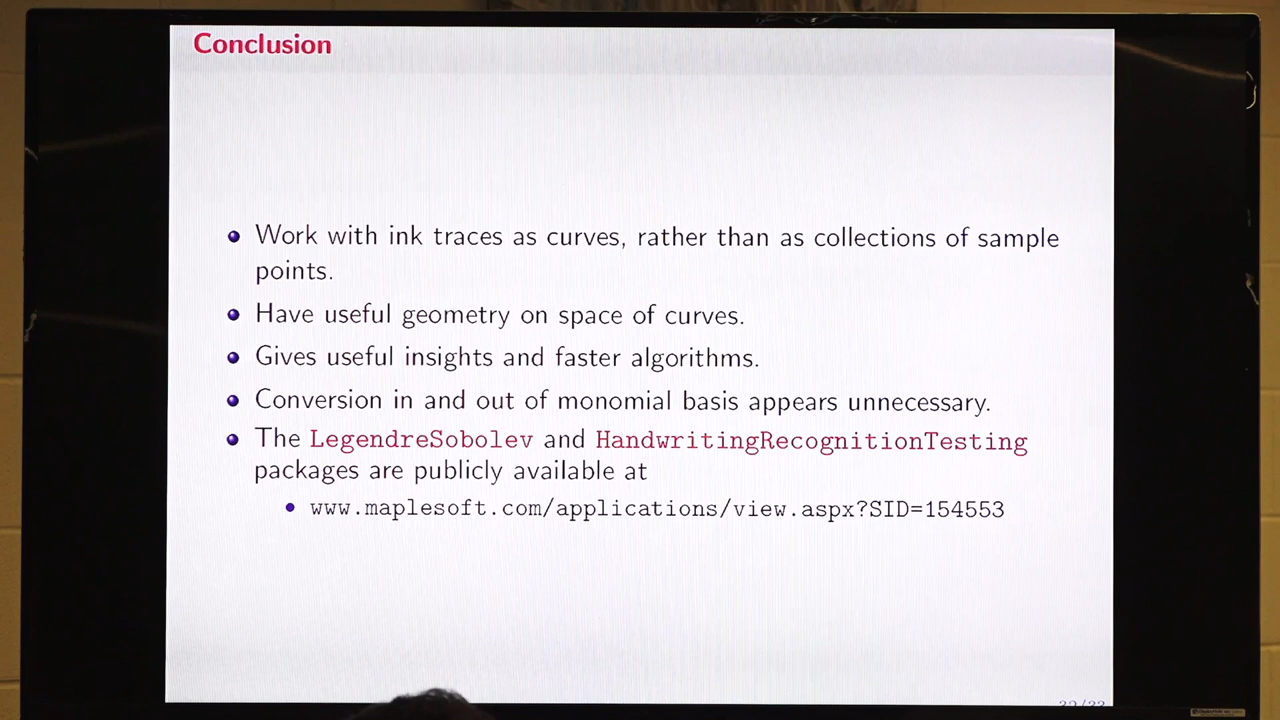 Conclusion
Work with ink traces as curves, rather than as collections of sample
points.
Have useful geometry on space of curves.
Gives useful insights and faster algorithms.
Conversion in and out of monomial basis appears unnecessary.
The LegendreSobolev and HandwritingRecognitionTesting
packages are publicly available at
www.maplesoft.com/applications/view.aspx?SID=154553